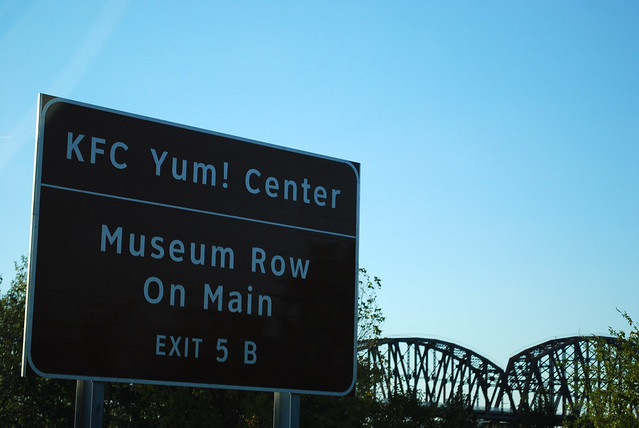 KFC Yum! Center
Museum Row
On Main
EXIT 5 B